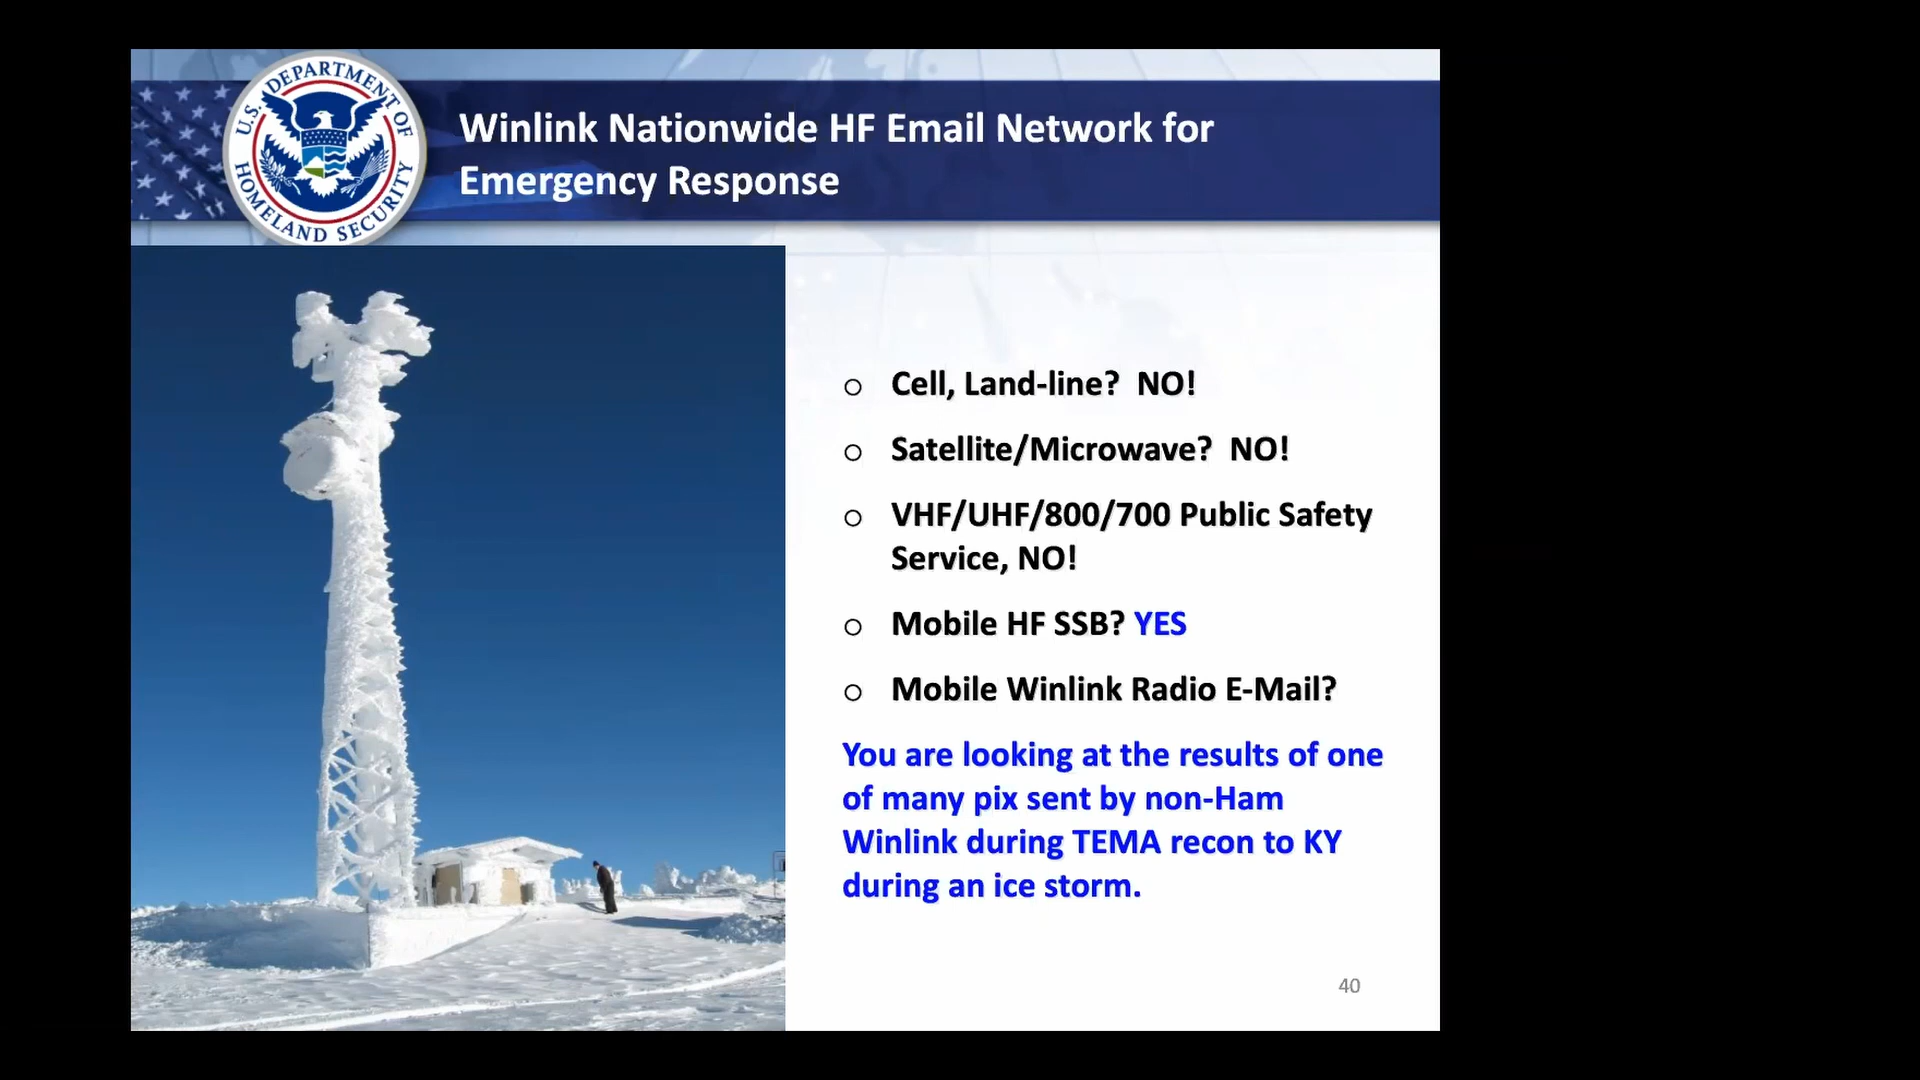 U.S. DEPARTMENT OF
HOMELAND SECURITY
Winlink Nationwide HF Email Network for
Emergency Response
o Cell, Land-line?  NO!
o Satellite/Microwave?  NO!
o VHF/UHF/800/700 Public Safety
Service, NO!
o Mobile HF SSB? YES
o Mobile Winlink Radio E-Mail?
You are looking at the results of one
of many pix sent by non-Ham
Winlink during TEMA recon to KY
during an ice storm.
40